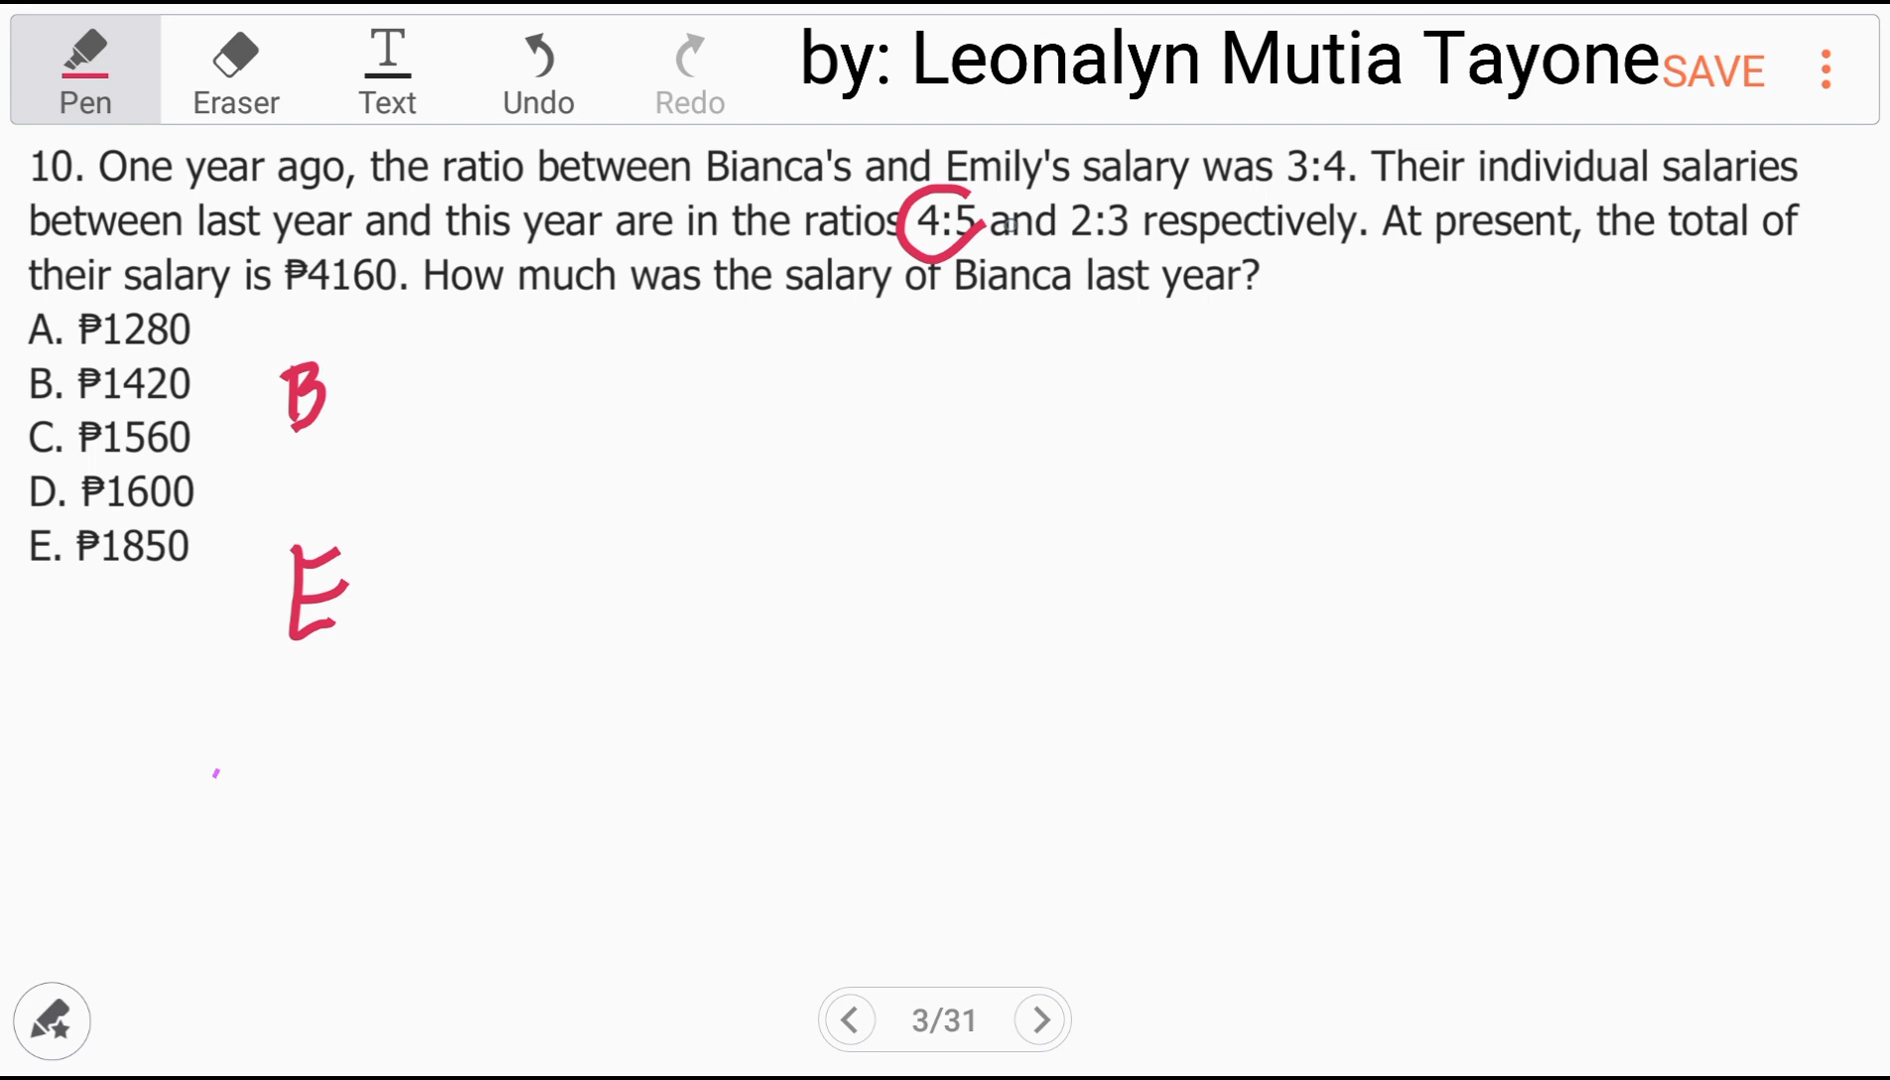 Pen
Eraser
Text
Undo
Redo
by: Leonalyn Mutia Tayone
SAVE
10. One year ago, the ratio between Bianca's and Emily's salary was 3:4. Their individual salaries
between last year and this year are in the ratios 4:5 and 2:3 respectively. At present, the total of
their salary is ₱4160. How much was the salary of Bianca last year?
A. ₱1280
B. ₱1420
C. ₱1560
D. ₱1600
E. ₱1850
B
E
3/31